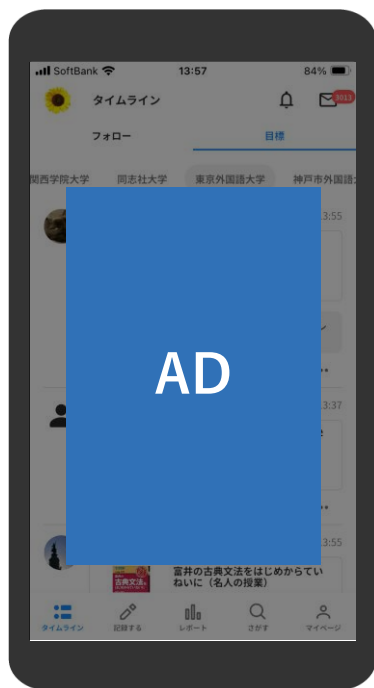 SoftBank 13:57 84%
タイムライン 3013
フォロー 目標
関西学院大学 同志社大学 東京外国語大学 神戸市外国語
3:55
AD
3:37
3:55
古典文法
富井の古典文法をはじめからてい
ねいに（名人の授業）
タイムライン 記録する レポート さがす マイページ